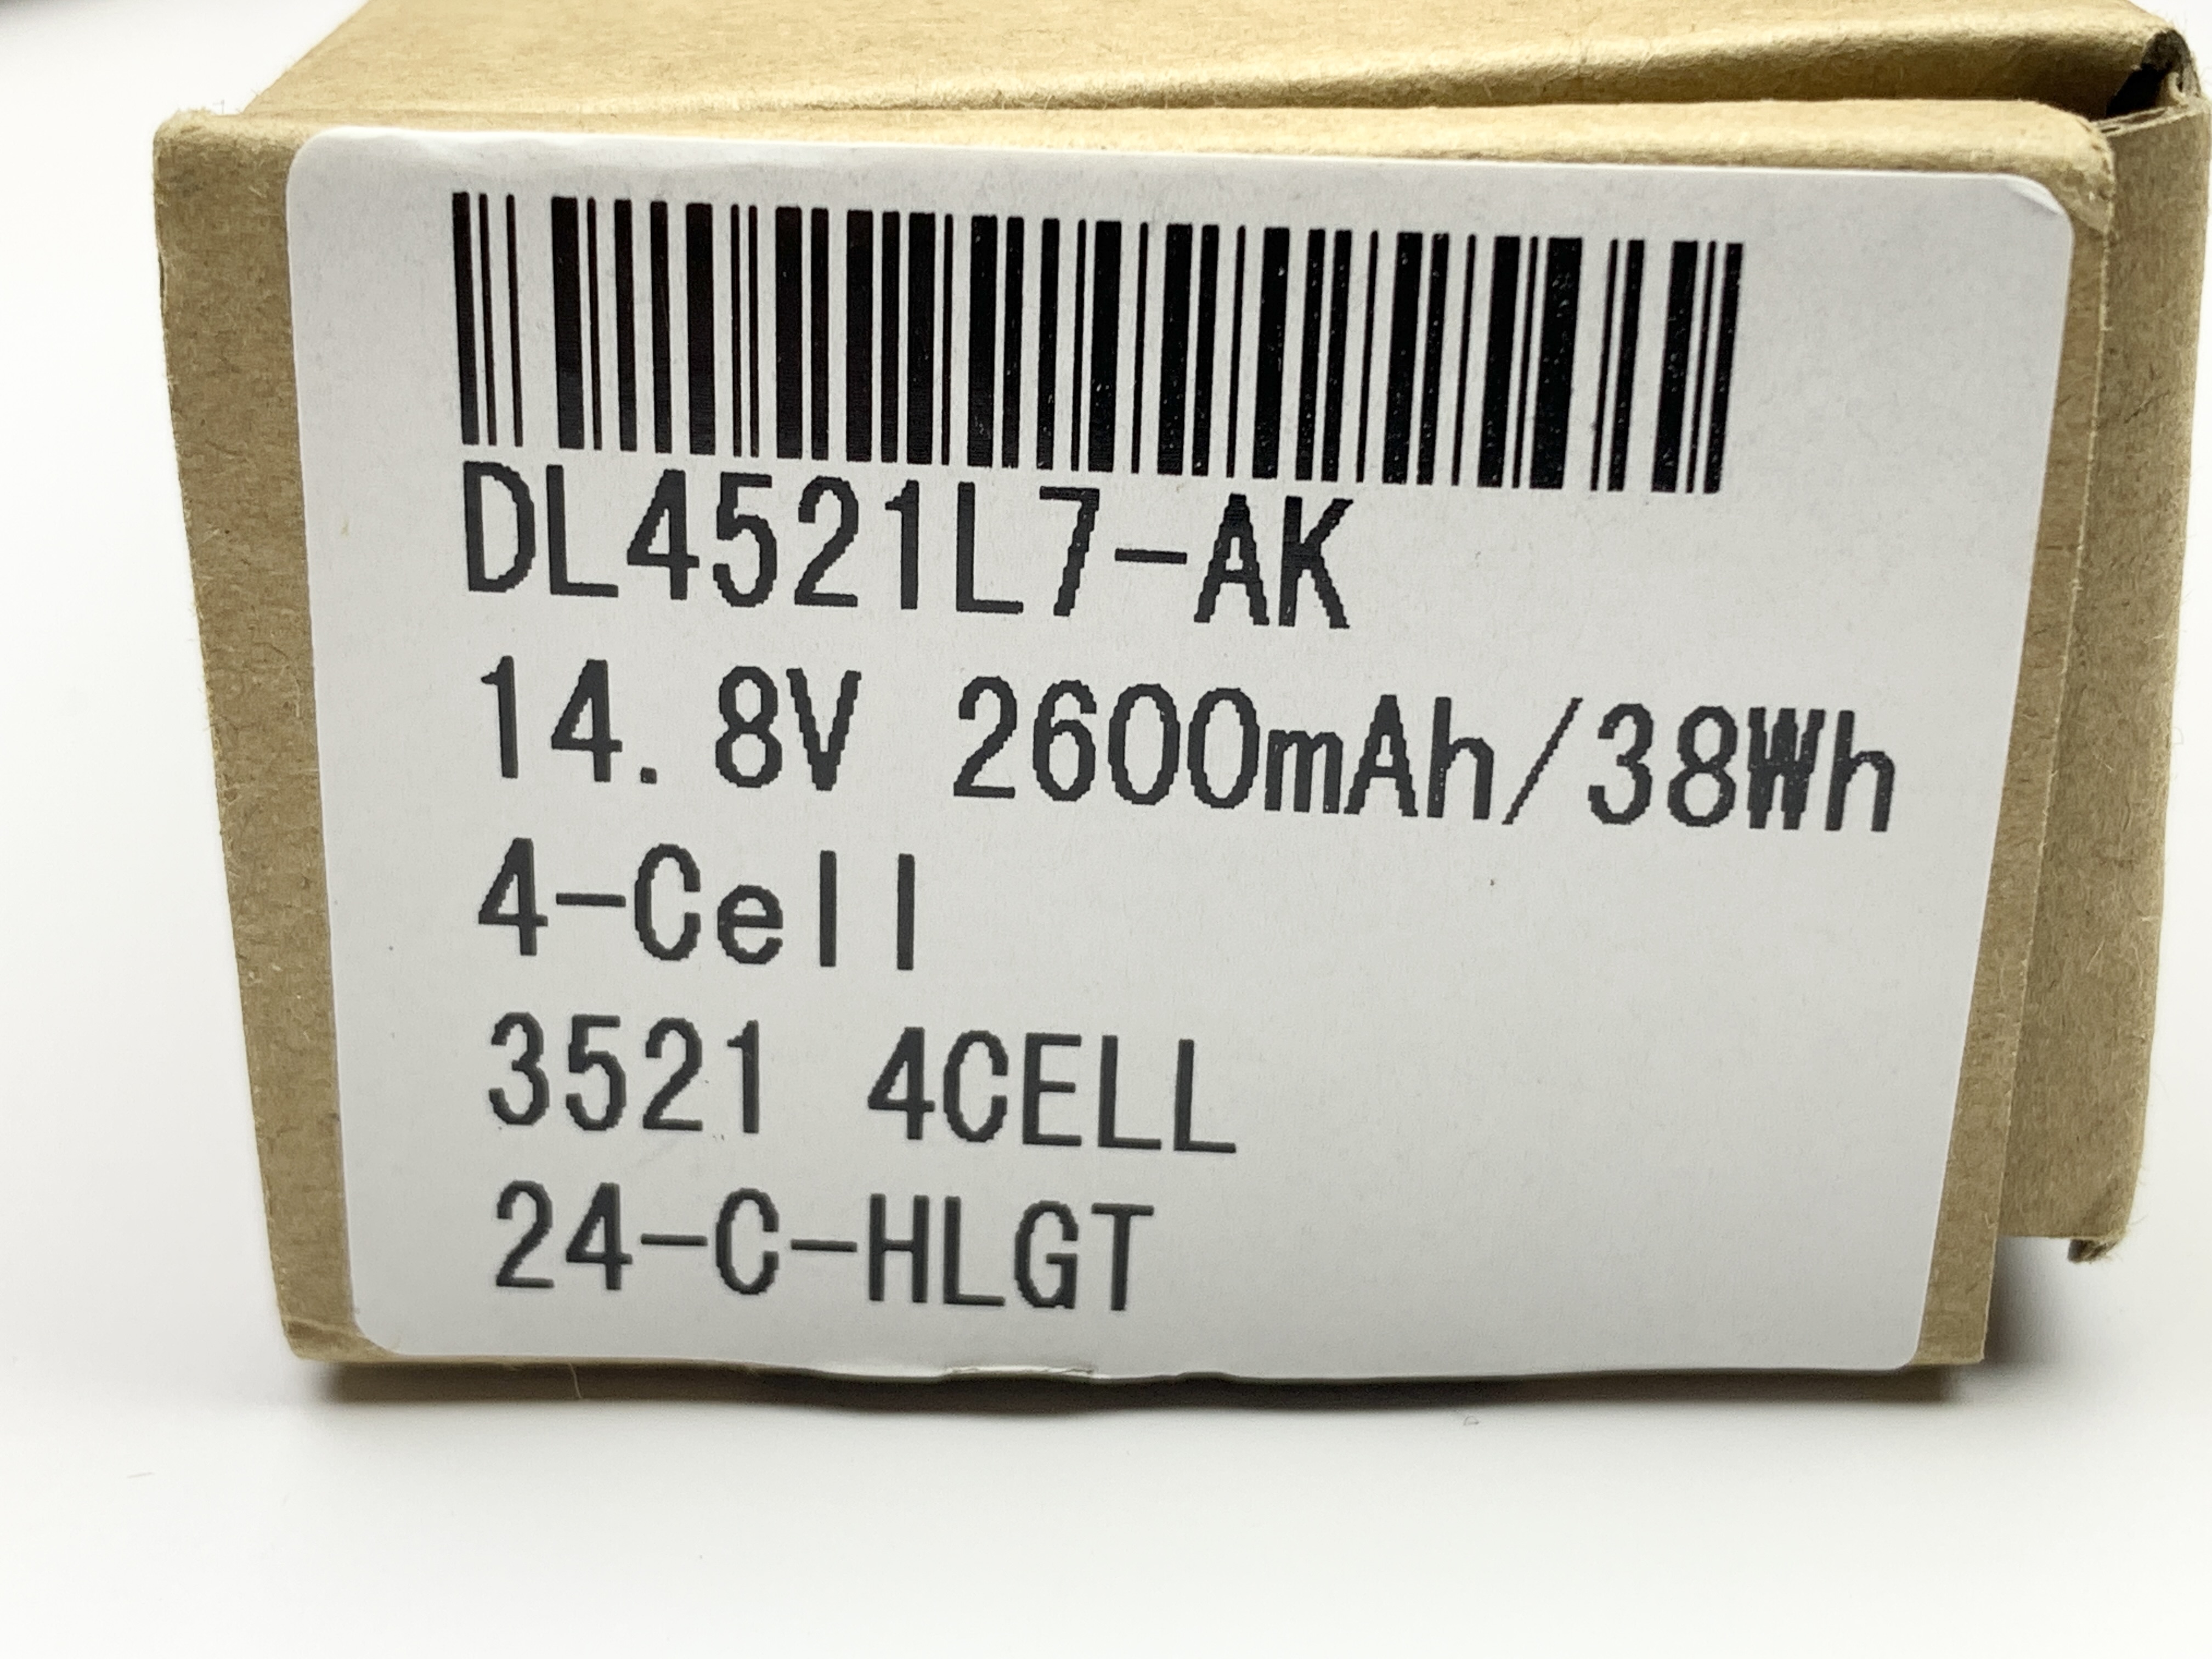 DL4521L7-AK
14.8V 2600mAh/38Wh
4-Cell
3521 4CELL
24-C-HLGT